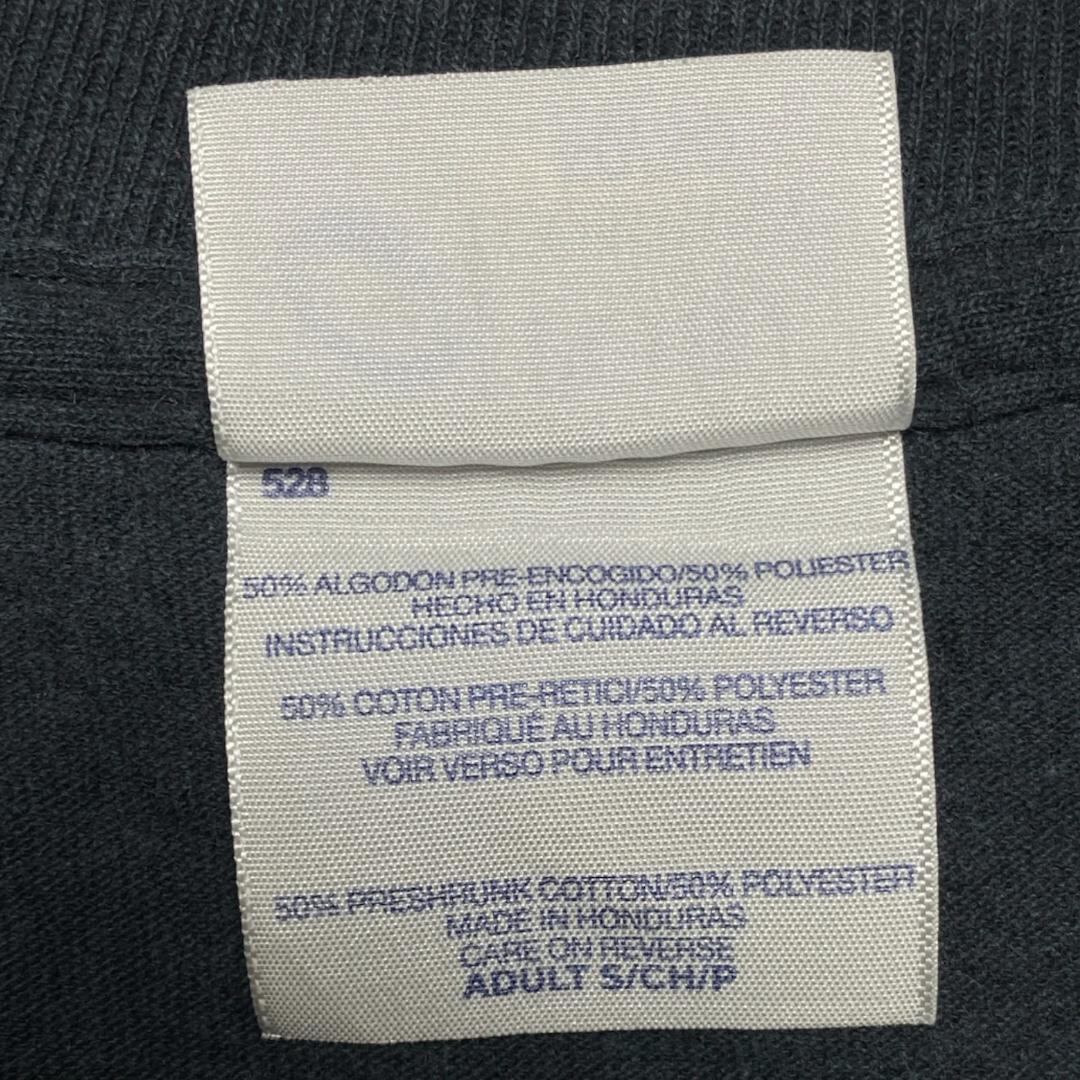 528
50% ALGODON PRE-ENCOGIDO/50% POLIESTER
HECHO EN HONDURAS
INSTRUCCIONES DE CUIDADO AL REVERSO
50% COTON PRE-RETICI/50% POLYESTER
FABRIQUÉ AU HONDURAS
VOIR VERSO POUR ENTRETIEN
50% PRESHRUNK COTTON/50% POLYESTER
MADE IN HONDURAS
CARE ON REVERSE
ADULT S/CH/P